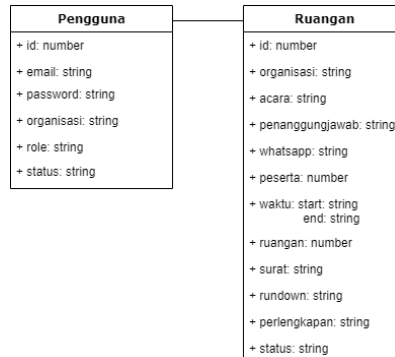 Pengguna
+ id: number
+ email: string
+ password: string
+ organisasi: string
+ role: string
+ status: string
Ruangan
+ id: number
+ organisasi: string
+ acara: string
+ penanggungjawab: string
+ whatsapp: string
+ peserta: number
+ waktu: start: string
end: string
+ ruangan: number
+ surat: string
+ rundown: string
+ perlengkapan: string
+ status: string